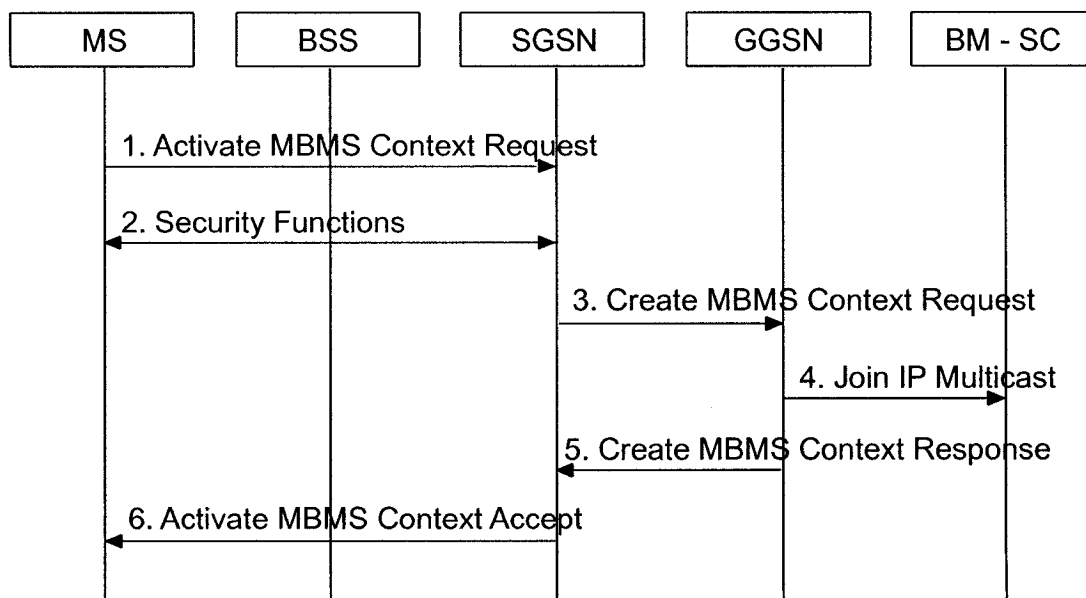 MS
BSS
SGSN
GGSN
BM - SC
1. Activate MBMS Context Request
2. Security Functions
3. Create MBMS Context Request
4. Join IP Multicast
5. Create MBMS Context Response
6. Activate MBMS Context Accept